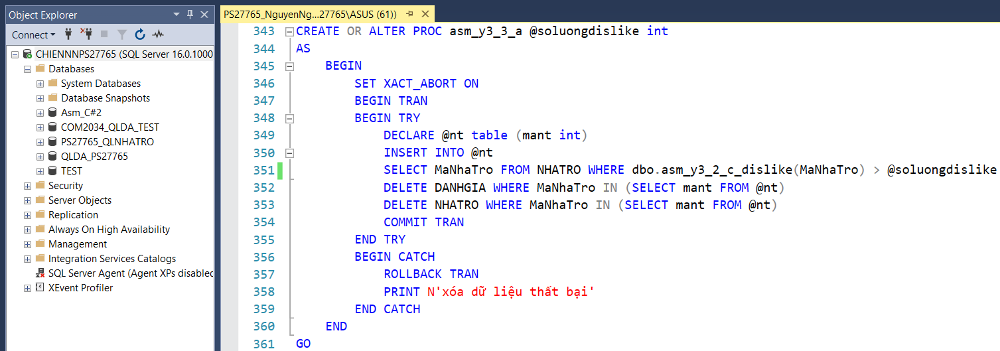 Object Explorer
Connect
CHIENNNPS27765 (SQL Server 16.0.1000
Databases
System Databases
Database Snapshots
Asm_C#2
COM2034_QLDA_TEST
PS27765_QLNHATRO
QLDA_PS27765
TEST
Security
Server Objects
Replication
Always On High Availability
Management
Integration Services Catalogs
SQL Server Agent (Agent XPs disabled
XEvent Profiler
PS27765_NguyenNg...27765\ASUS (61))
343 CREATE OR ALTER PROC asm_y3_3_a @soluongdislike int
344 AS
345 BEGIN
346 SET XACT_ABORT ON
347 BEGIN TRAN
348 BEGIN TRY
349 DECLARE @nt table (mant int)
350 INSERT INTO @nt
351 SELECT MaNhaTro FROM NHATRO WHERE dbo.asm_y3_2_c_dislike(MaNhaTro) > @soluongdislike
352 DELETE DANHGIA WHERE MaNhaTro IN (SELECT mant FROM @nt)
353 DELETE NHATRO WHERE MaNhaTro IN (SELECT mant FROM @nt)
354 COMMIT TRAN
355 END TRY
356 BEGIN CATCH
357 ROLLBACK TRAN
358 PRINT N'xóa dữ liệu thất bại'
359 END CATCH
360 END
361 GO